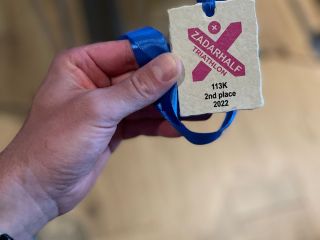 ZADARHALF
TRIATHLON
113K
2nd place
2022